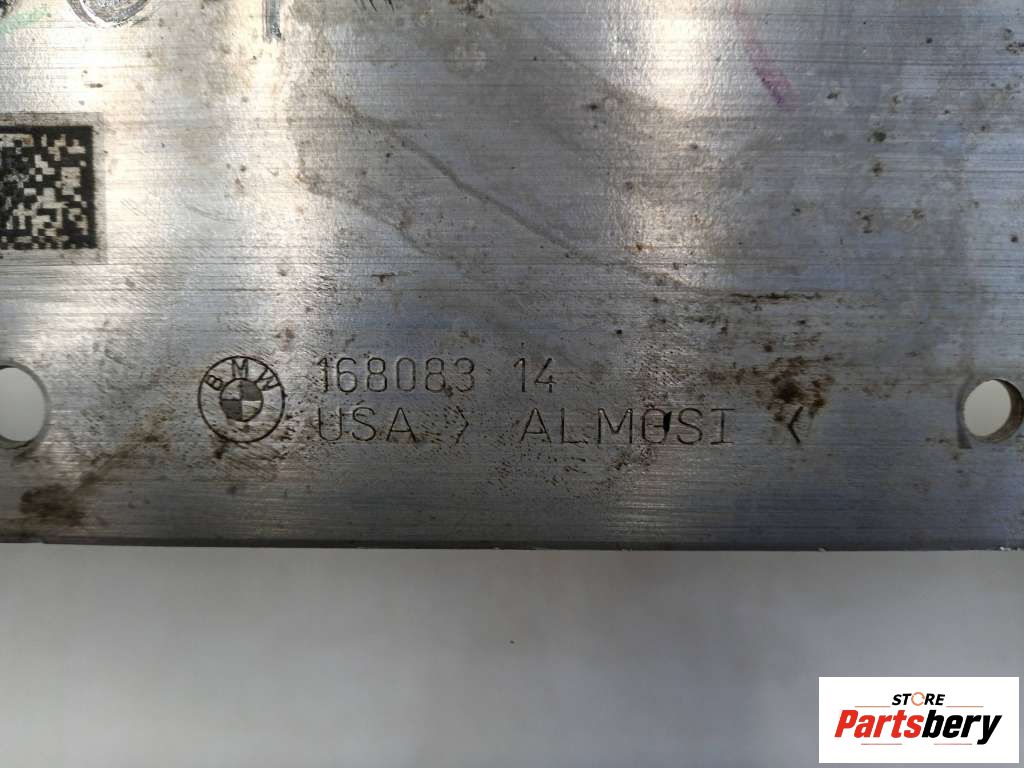 BMW
168083 14
USA > ALMGSI <
STORE
Partsbery